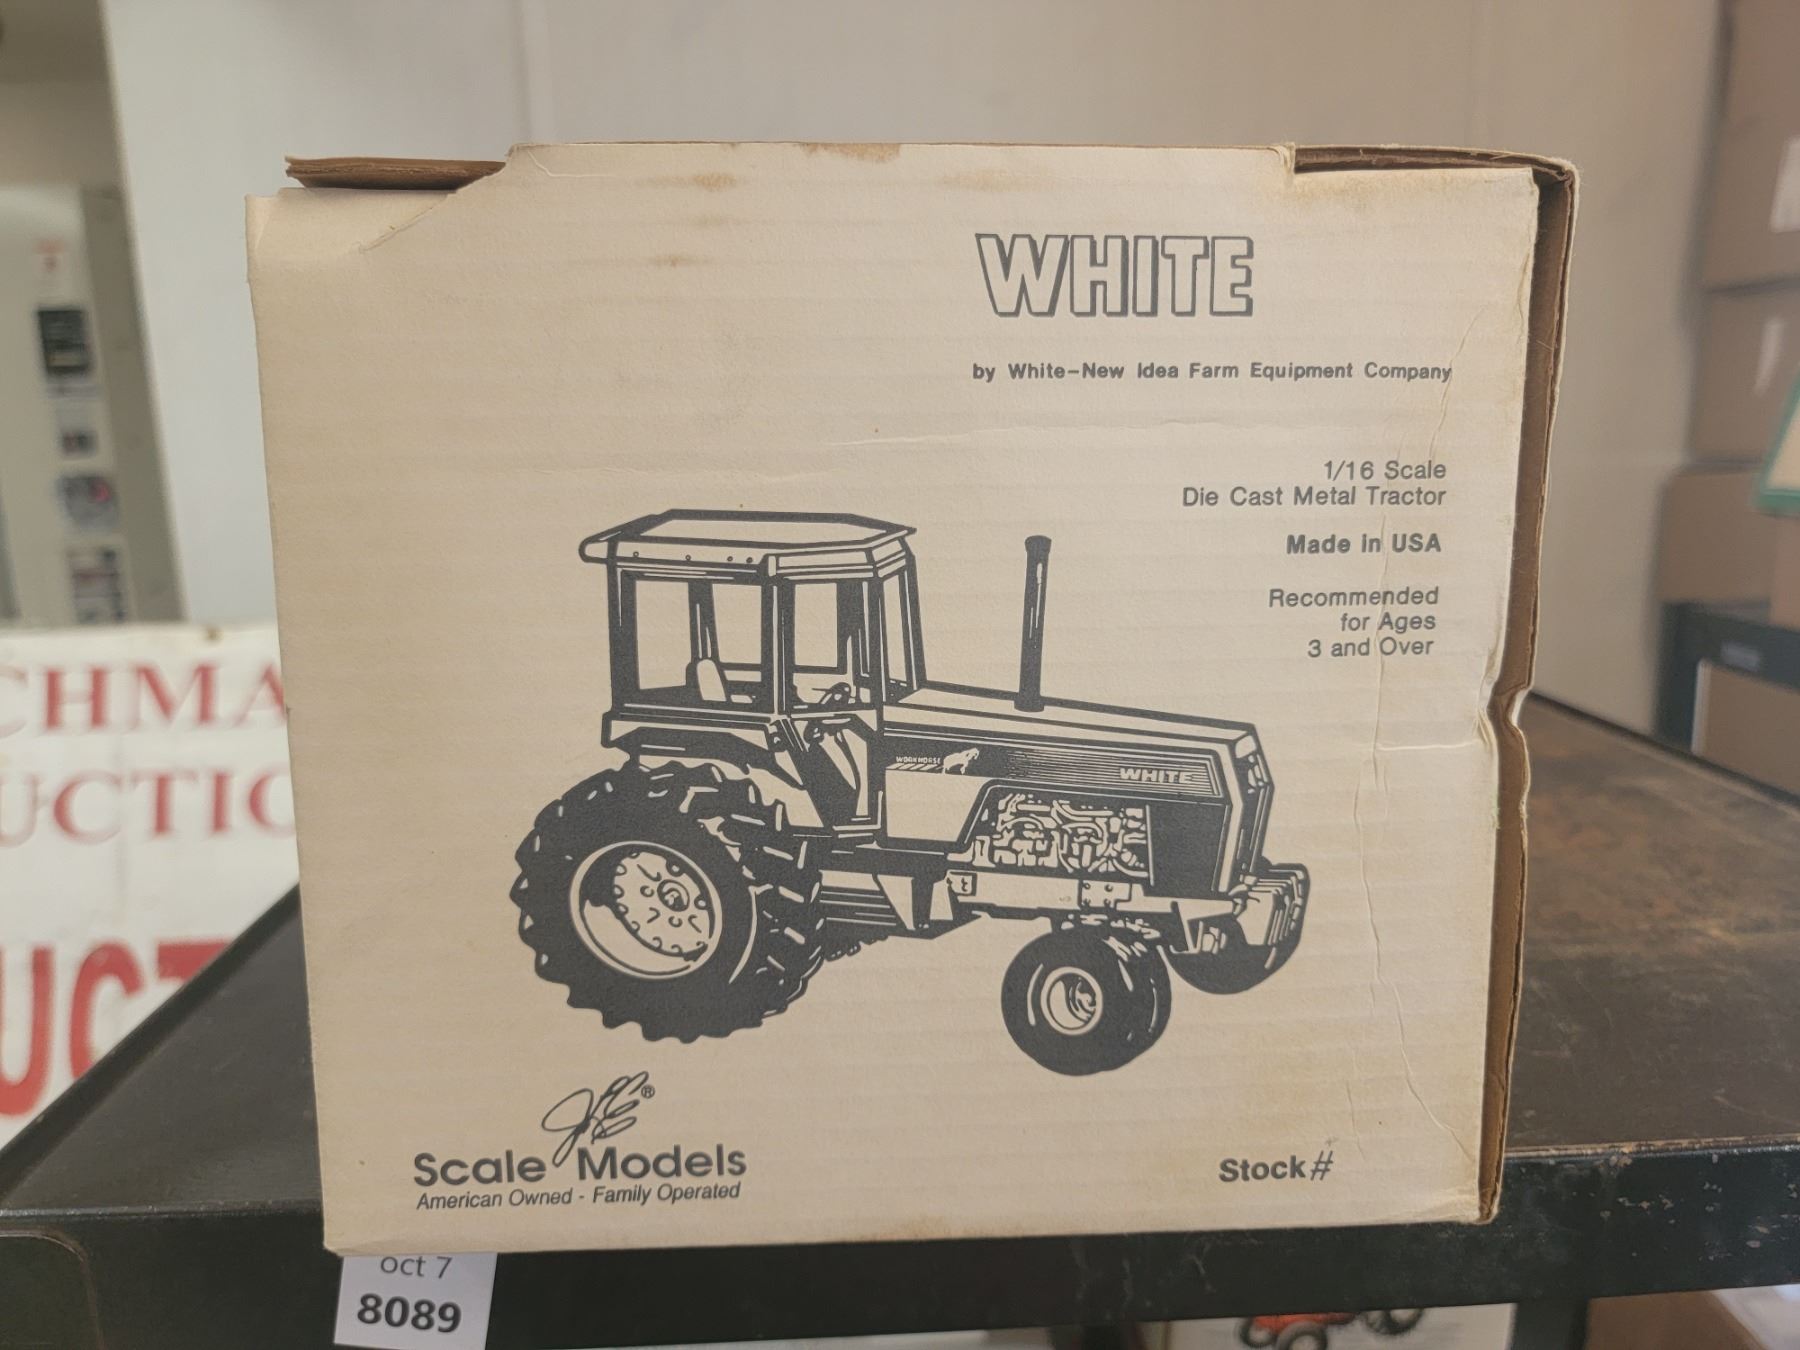 WHITE
by White-New Idea Farm Equipment Company
1/16 Scale
Die Cast Metal Tractor
Made in USA
Recommended
for Ages
3 and Over
WORKHORSE
WHITE
Scale Models
American Owned - Family Operated
Stock #
CHMA
UCTIO
UCT
Oct 7
8089